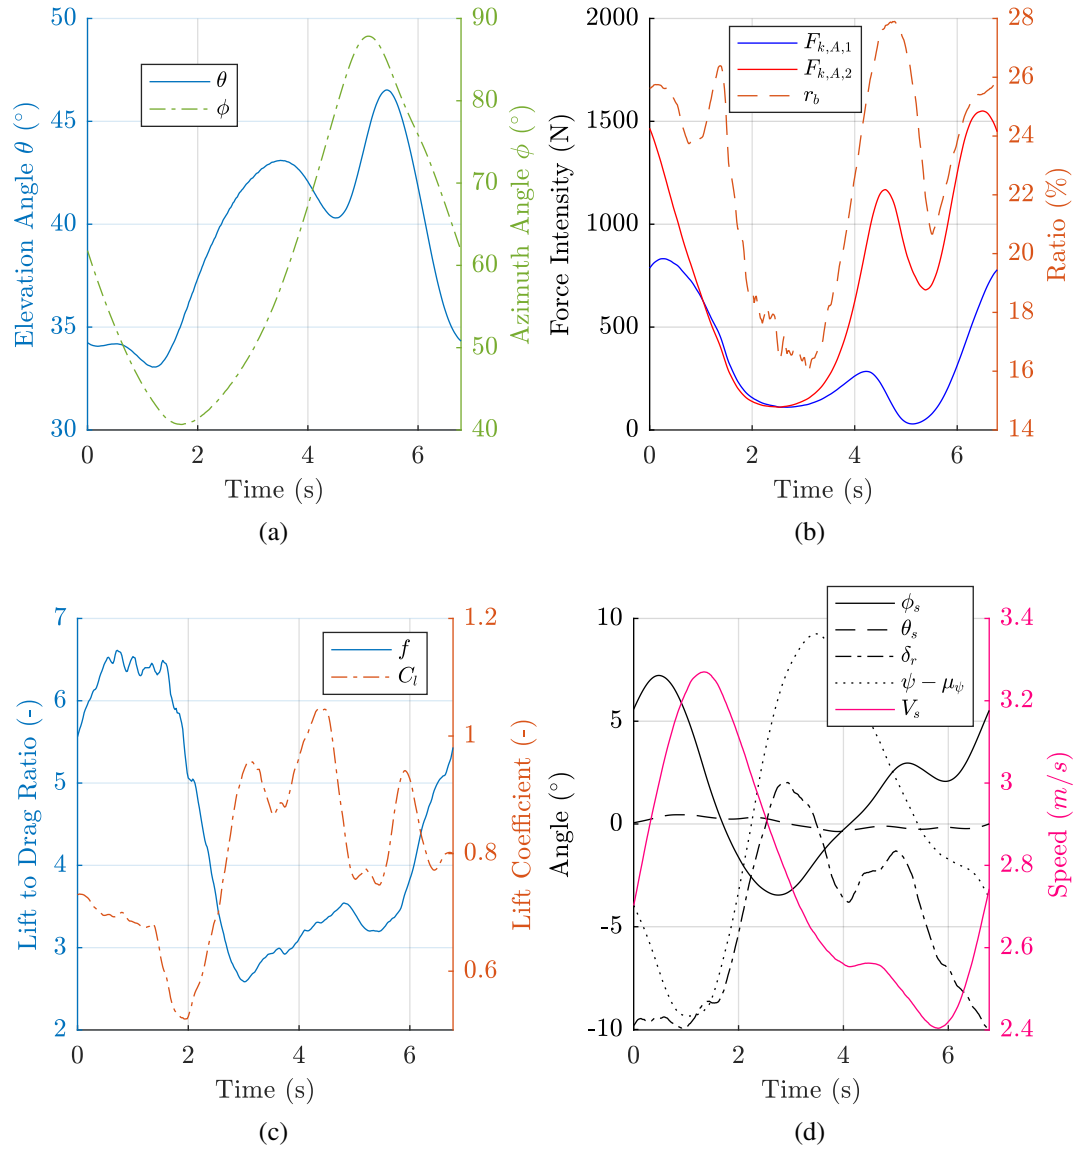 50
45
40
35
30
Elevation Angle θ (°)
θ
ϕ
90
80
70
60
50
40
Azimuth Angle ϕ (°)
0 2 4 6
Time (s)
(a)
2000
1500
1000
500
0
Force Intensity (N)
F_{k,A,1}
F_{k,A,2}
r_b
28
26
24
22
20
18
16
14
Ratio (%)
0 2 4 6
Time (s)
(b)
7
6
5
4
3
2
Lift to Drag Ratio (-)
f
C_l
1.2
1
0.8
0.6
Lift Coefficient (-)
0 2 4 6
Time (s)
(c)
10
5
0
-5
-10
Angle (°)
ϕ_s
θ_s
δ_r
ψ − μ_ψ
V_s
3.4
3.2
3
2.8
2.6
2.4
Speed (m/s)
0 2 4 6
Time (s)
(d)